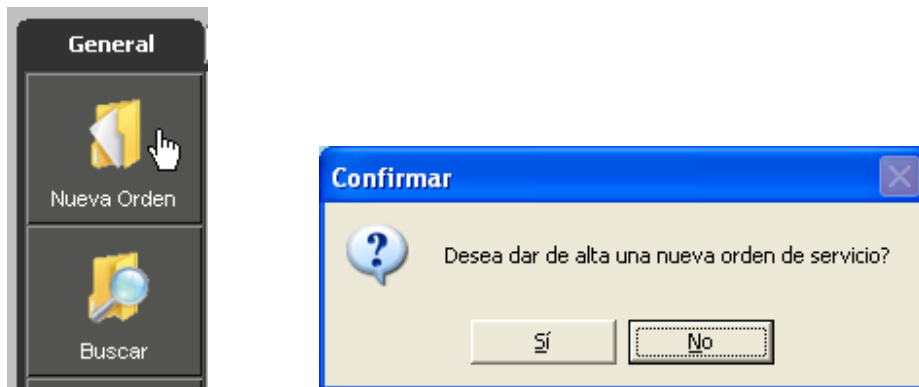 General
Nueva Orden
Buscar
Confirmar
Desea dar de alta una nueva orden de servicio?
Sí
No